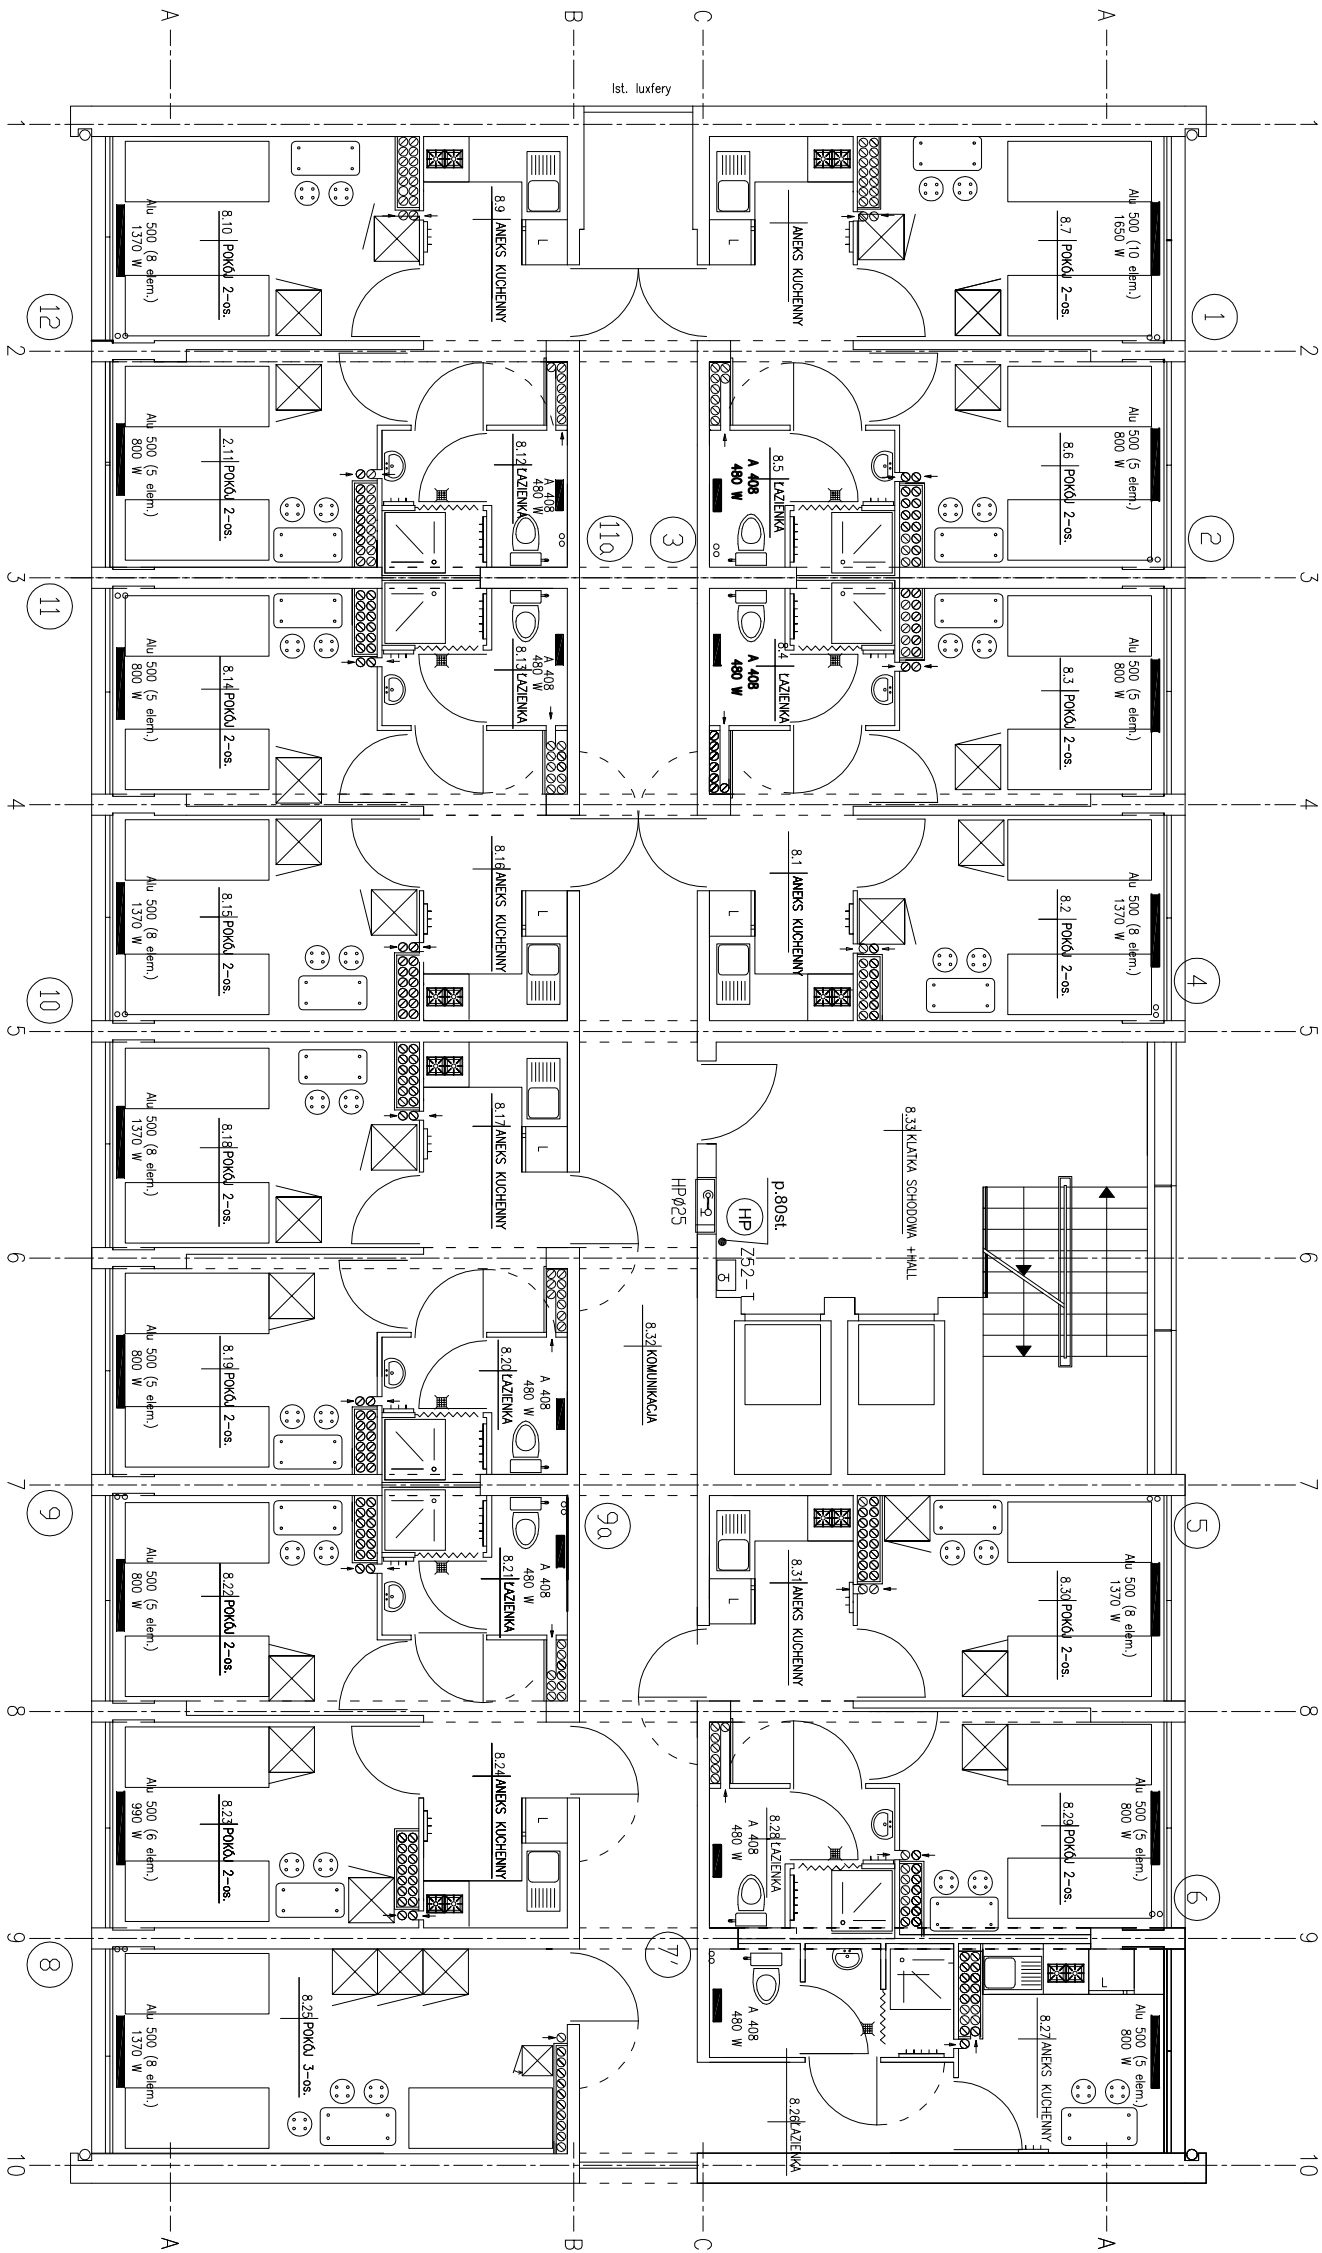 A
B
C
A
Ist. luxfery
1
1
8.10 POKÓJ 2-os.
Alu 500 (8 elem.)
1370 W
8.9 ANEKS KUCHENNY
L
ANEKS KUCHENNY
L
8.7 POKÓJ 2-os.
Alu 500 (10 elem.)
1650 W
12
1
2
2
2.11 POKÓJ 2-os.
Alu 500 (5 elem.)
800 W
8.12 ŁAZIENKA
A 408
480 W
11a
3
8.5 ŁAZIENKA
A 408
480 W
8.6 POKÓJ 2-os.
Alu 500 (5 elem.)
800 W
2
3
3
11
8.14 POKÓJ 2-os.
Alu 500 (5 elem.)
800 W
8.13 ŁAZIENKA
A 408
480 W
8.4 ŁAZIENKA
A 408
480 W
8.3 POKÓJ 2-os.
Alu 500 (5 elem.)
800 W
4
4
8.15 POKÓJ 2-os.
Alu 500 (8 elem.)
1370 W
8.16 ANEKS KUCHENNY
L
8.1 ANEKS KUCHENNY
L
8.2 POKÓJ 2-os.
Alu 500 (8 elem.)
1370 W
10
4
5
5
8.18 POKÓJ 2-os.
Alu 500 (8 elem.)
1370 W
8.17 ANEKS KUCHENNY
L
8.33 KLATKA SCHODOWA +HALL
p.80st.
HP
HPø25
Z52-T
6
6
8.19 POKÓJ 2-os.
Alu 500 (5 elem.)
800 W
8.20 ŁAZIENKA
A 408
480 W
8.32 KOMUNIKACJA
7
7
9
9a
5
8.22 POKÓJ 2-os.
Alu 500 (5 elem.)
800 W
8.21 ŁAZIENKA
A 408
480 W
8.31 ANEKS KUCHENNY
L
8.30 POKÓJ 2-os.
Alu 500 (8 elem.)
1370 W
8
8
8.23 POKÓJ 2-os.
Alu 500 (6 elem.)
990 W
8.24 ANEKS KUCHENNY
L
8.28 ŁAZIENKA
A 408
480 W
8.29 POKÓJ 2-os.
Alu 500 (5 elem.)
800 W
6
9
9
8
7'
8.25 POKÓJ 3-os.
Alu 500 (8 elem.)
1370 W
A 408
480 W
8.26 ŁAZIENKA
8.27 ANEKS KUCHENNY
L
Alu 500 (5 elem.)
800 W
10
10
A
B
C
A